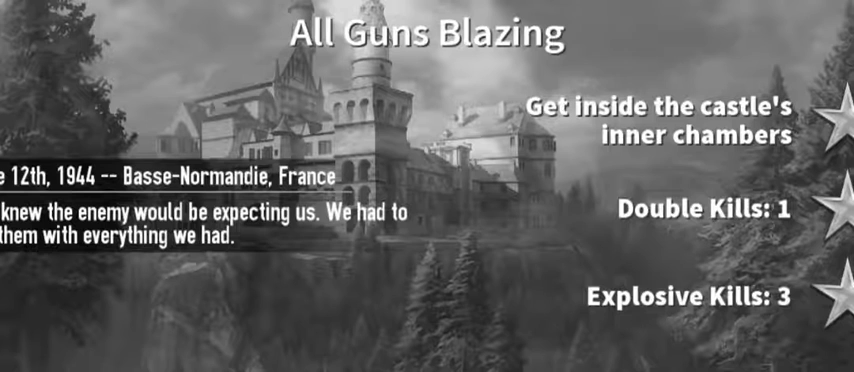 All Guns Blazing
Get inside the castle's
inner chambers
e 12th, 1944 -- Basse-Normandie, France
knew the enemy would be expecting us. We had to
them with everything we had.
Double Kills: 1
Explosive Kills: 3